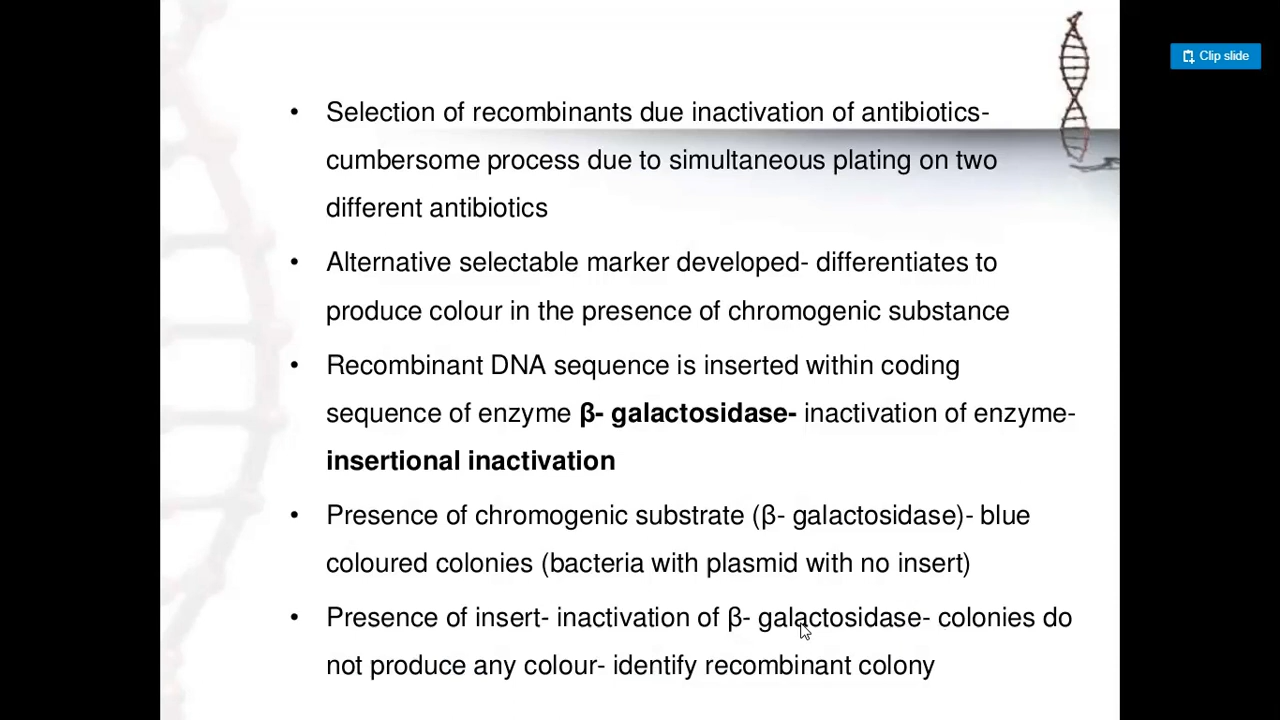 Clip slide
• Selection of recombinants due inactivation of antibiotics-
cumbersome process due to simultaneous plating on two
different antibiotics
• Alternative selectable marker developed- differentiates to
produce colour in the presence of chromogenic substance
• Recombinant DNA sequence is inserted within coding
sequence of enzyme β- galactosidase- inactivation of enzyme-
insertional inactivation
• Presence of chromogenic substrate (β- galactosidase)- blue
coloured colonies (bacteria with plasmid with no insert)
• Presence of insert- inactivation of β- galactosidase- colonies do
not produce any colour- identify recombinant colony